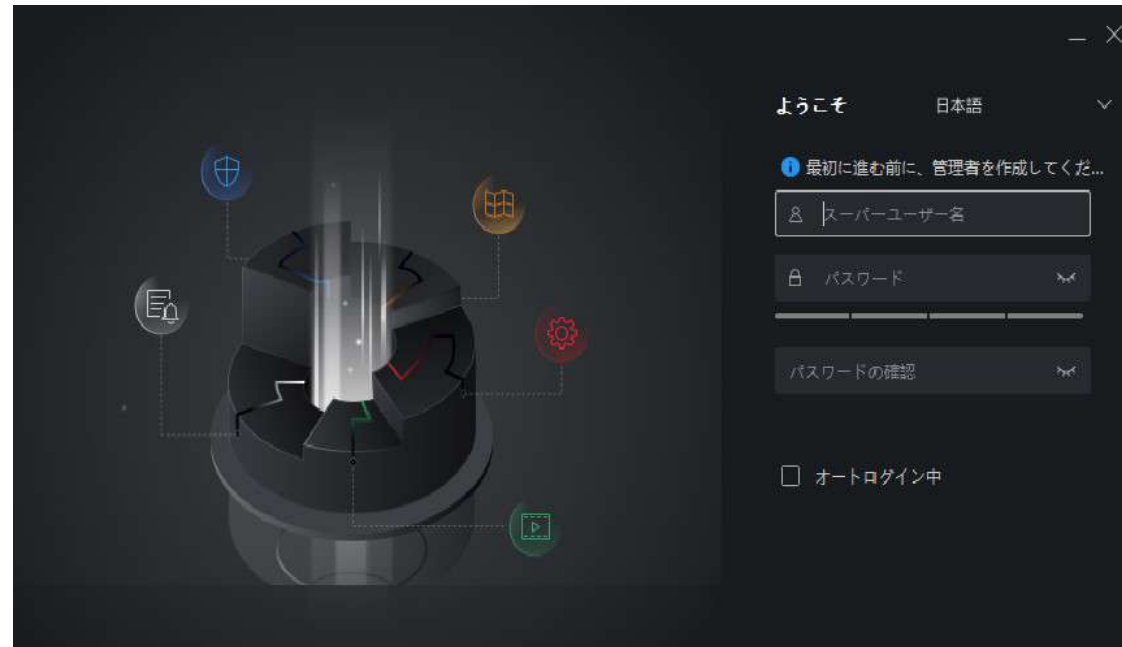 ようこそ 日本語
最初に進む前に、管理者を作成してくだ...
スーパーユーザー名
パスワード
パスワードの確認
オートログイン中